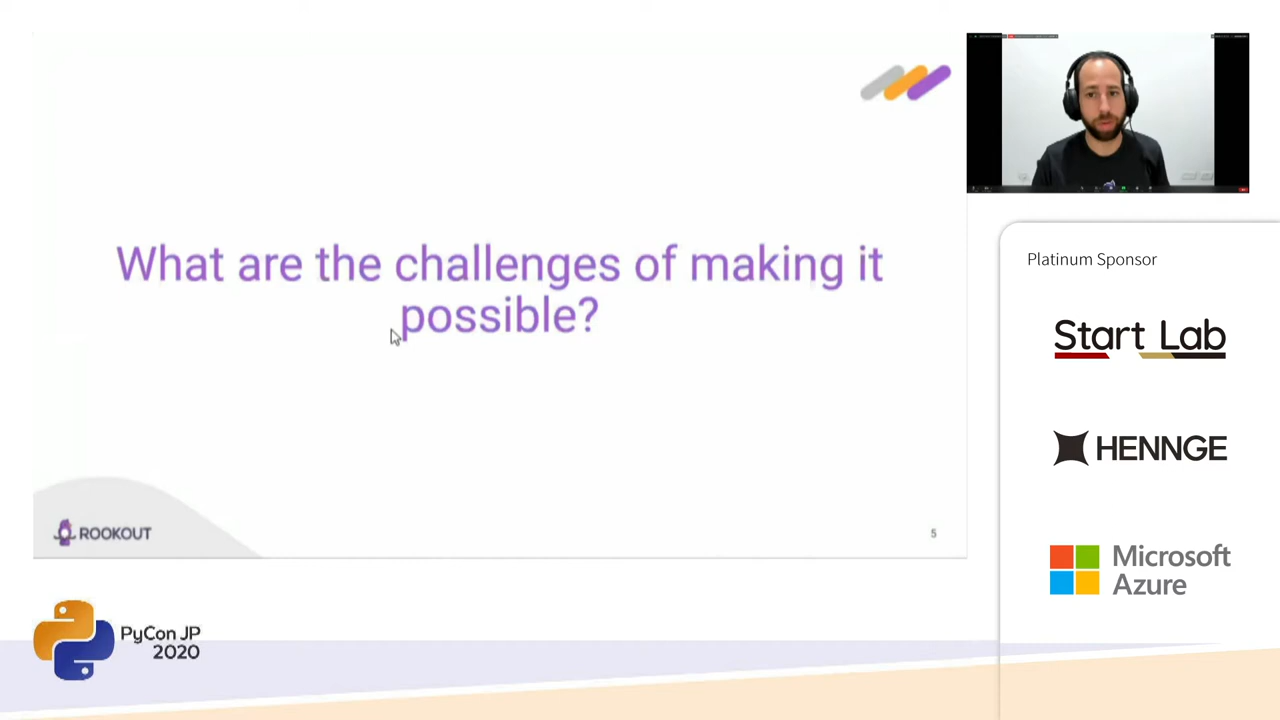 What are the challenges of making it
possible?
ROOKOUT
5
Platinum Sponsor
Start Lab
HENNGE
Microsoft
Azure
PyCon JP
2020